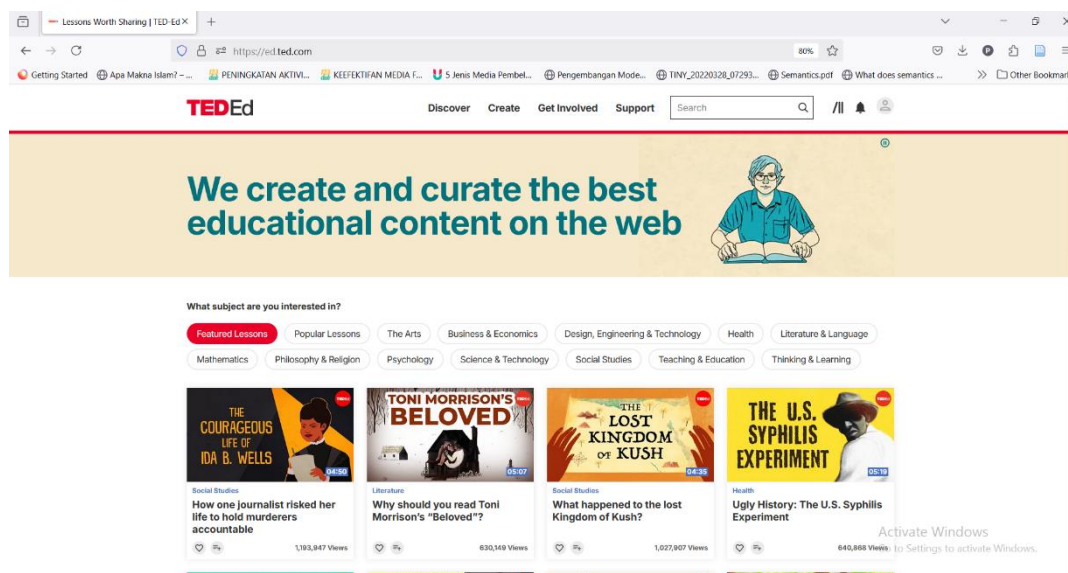 Lessons Worth Sharing | TED-Ed
https://ed.ted.com
80%
Getting Started Apa Makna Islam? – ... PENINGKATAN AKTIVI... KEEFEKTIFAN MEDIA F... 5 Jenis Media Pembel... Pengembangan Mode... TINY_20220328_07293... Semantics.pdf What does semantics ... Other Bookmar
TEDEd Discover Create Get Involved Support Search
We create and curate the best
educational content on the web
What subject are you interested in?
Featured Lessons Popular Lessons The Arts Business & Economics Design, Engineering & Technology Health Literature & Language
Mathematics Philosophy & Religion Psychology Science & Technology Social Studies Teaching & Education Thinking & Learning
THE
COURAGEOUS
LIFE OF
IDA B. WELLS
04:50
Social Studies
How one journalist risked her
life to hold murderers
accountable
1,193,947 Views
TONI MORRISON'S
BELOVED
05:07
Literature
Why should you read Toni
Morrison's "Beloved"?
630,149 Views
THE
LOST
KINGDOM
OF KUSH
04:35
Social Studies
What happened to the lost
Kingdom of Kush?
1,027,907 Views
THE U.S.
SYPHILIS
EXPERIMENT
05:19
Health
Ugly History: The U.S. Syphilis
Experiment
640,868 Views
Activate Windows
to Settings to activate Windows.